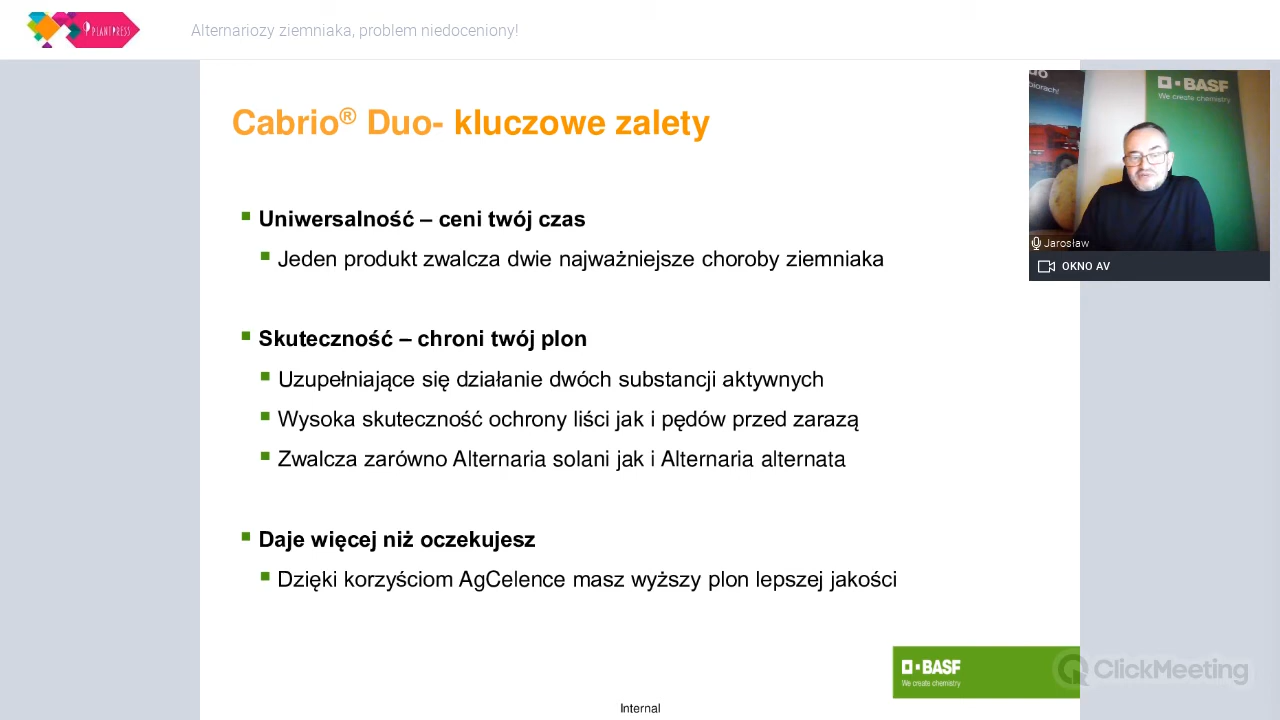 PLANTPRESS
Alternariozy ziemniaka, problem niedoceniony!
Cabrio® Duo- kluczowe zalety
Uniwersalność – ceni twój czas
Jeden produkt zwalcza dwie najważniejsze choroby ziemniaka
Skuteczność – chroni twój plon
Uzupełniające się działanie dwóch substancji aktywnych
Wysoka skuteczność ochrony liści jak i pędów przed zarazą
Zwalcza zarówno Alternaria solani jak i Alternaria alternata
Daje więcej niż oczekujesz
Dzięki korzyściom AgCelence masz wyższy plon lepszej jakości
BASF
We create chemistry
Jarosław
OKNO AV
BASF
We create chemistry
ClickMeeting
Internal